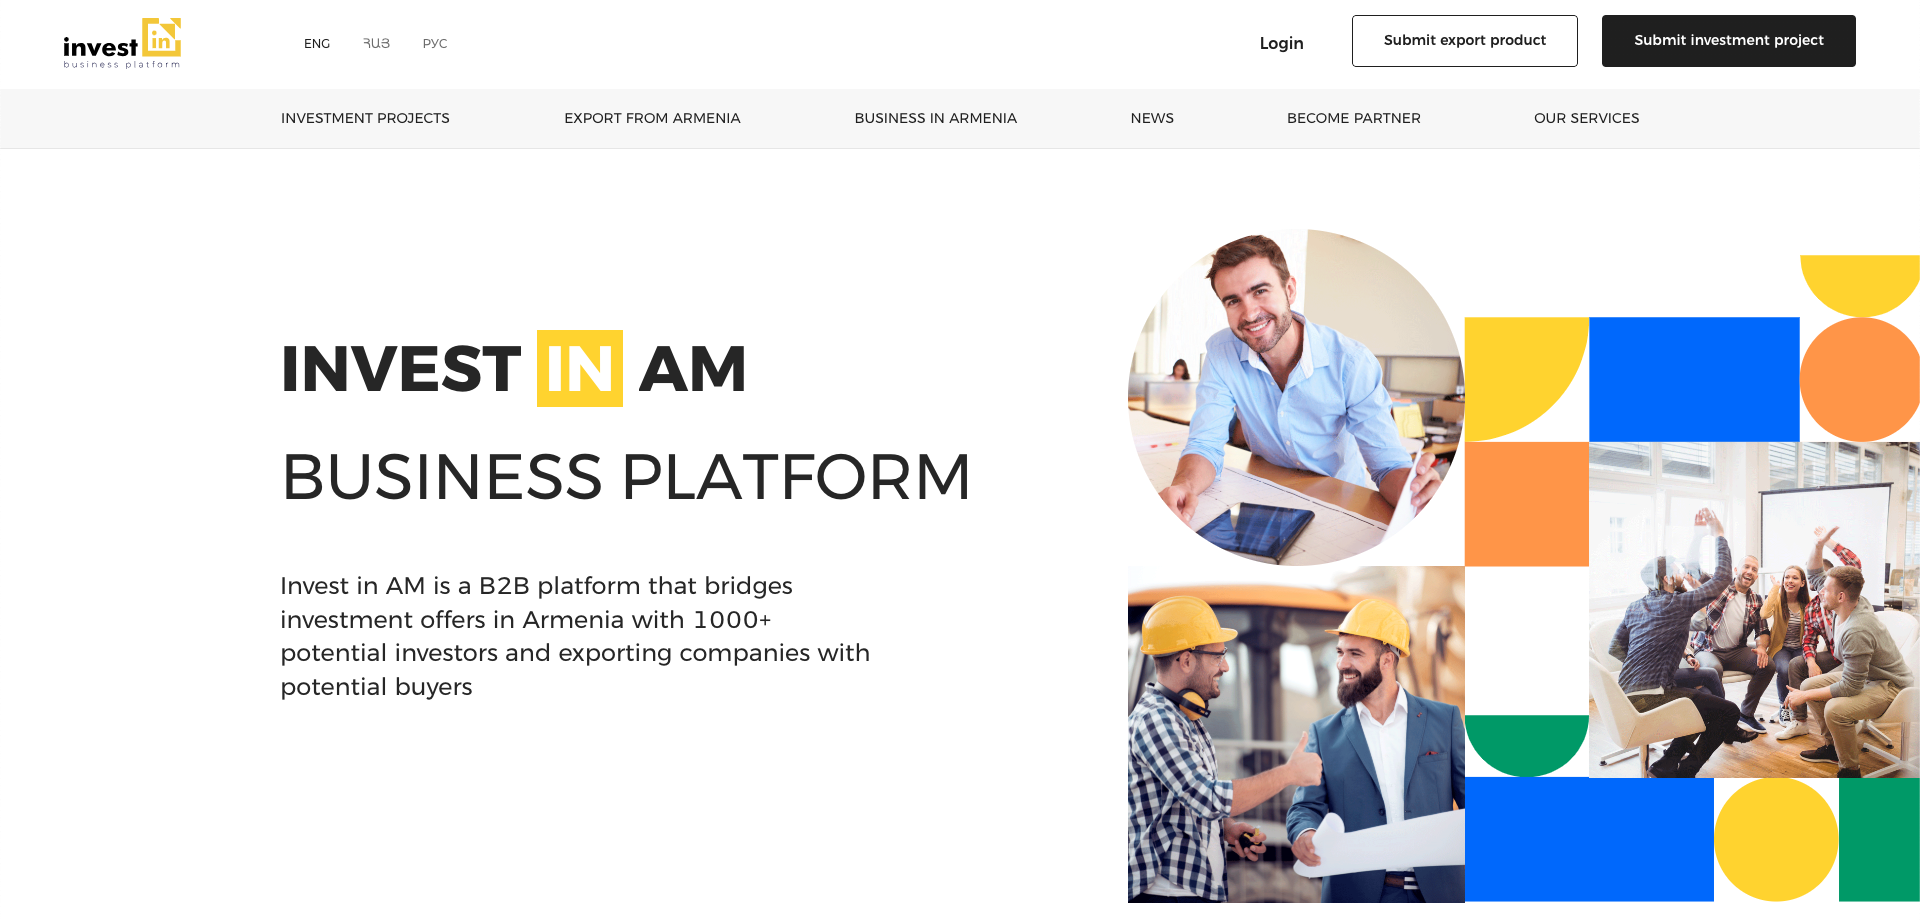 invest in
business platform
ENG ՀԱՅ РУС
Login
Submit export product
Submit investment project
INVESTMENT PROJECTS
EXPORT FROM ARMENIA
BUSINESS IN ARMENIA
NEWS
BECOME PARTNER
OUR SERVICES
INVEST IN AM
BUSINESS PLATFORM
Invest in AM is a B2B platform that bridges
investment offers in Armenia with 1000+
potential investors and exporting companies with
potential buyers